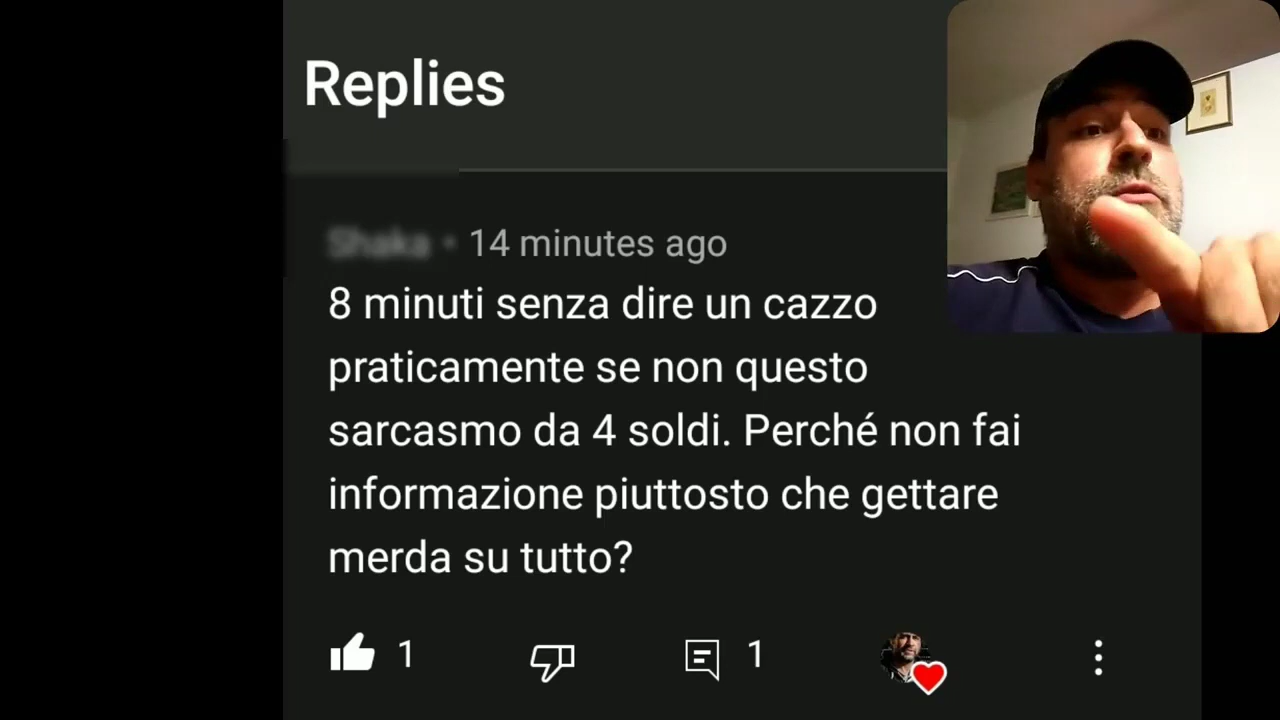 Replies
14 minutes ago
8 minuti senza dire un cazzo
praticamente se non questo
sarcasmo da 4 soldi. Perché non fai
informazione piuttosto che gettare
merda su tutto?
1 1